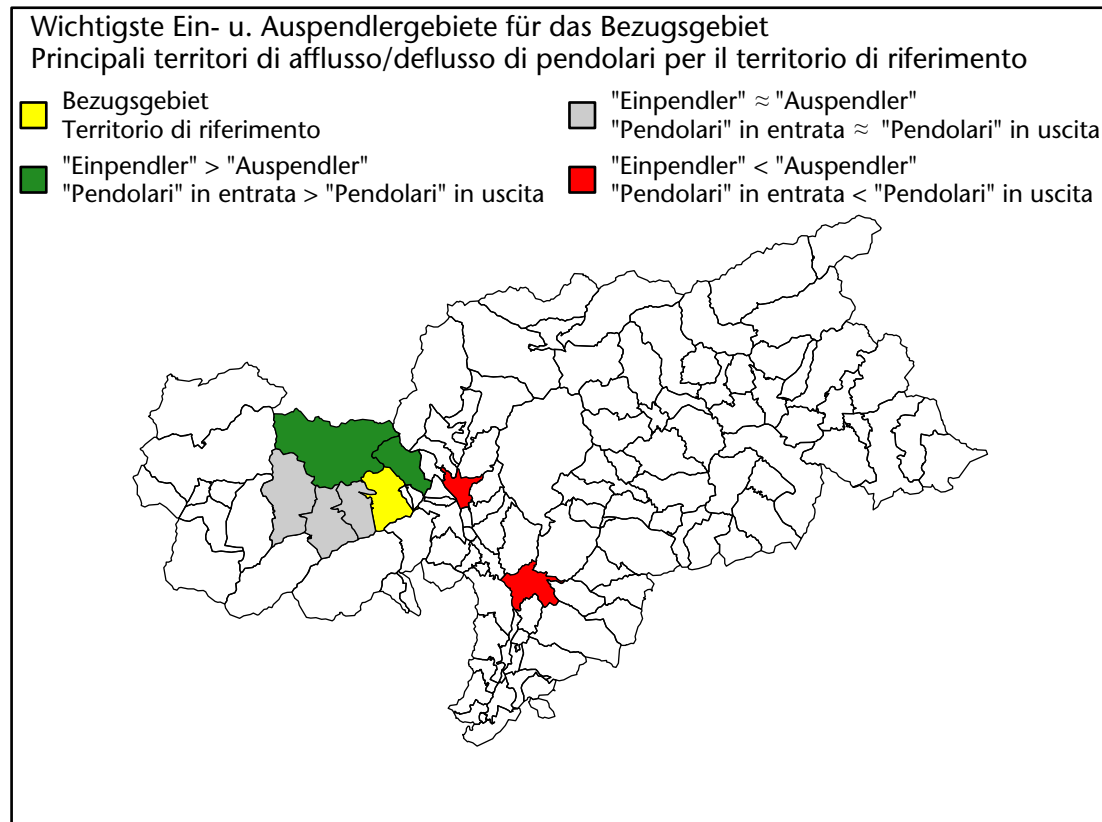 Wichtigste Ein- u. Auspendlergebiete für das Bezugsgebiet
Principali territori di afflusso/deflusso di pendolari per il territorio di riferimento
Bezugsgebiet
Territorio di riferimento
"Einpendler" > "Auspendler"
"Pendolari" in entrata > "Pendolari" in uscita
"Einpendler" ≈ "Auspendler"
"Pendolari" in entrata ≈ "Pendolari" in uscita
"Einpendler" < "Auspendler"
"Pendolari" in entrata < "Pendolari" in uscita